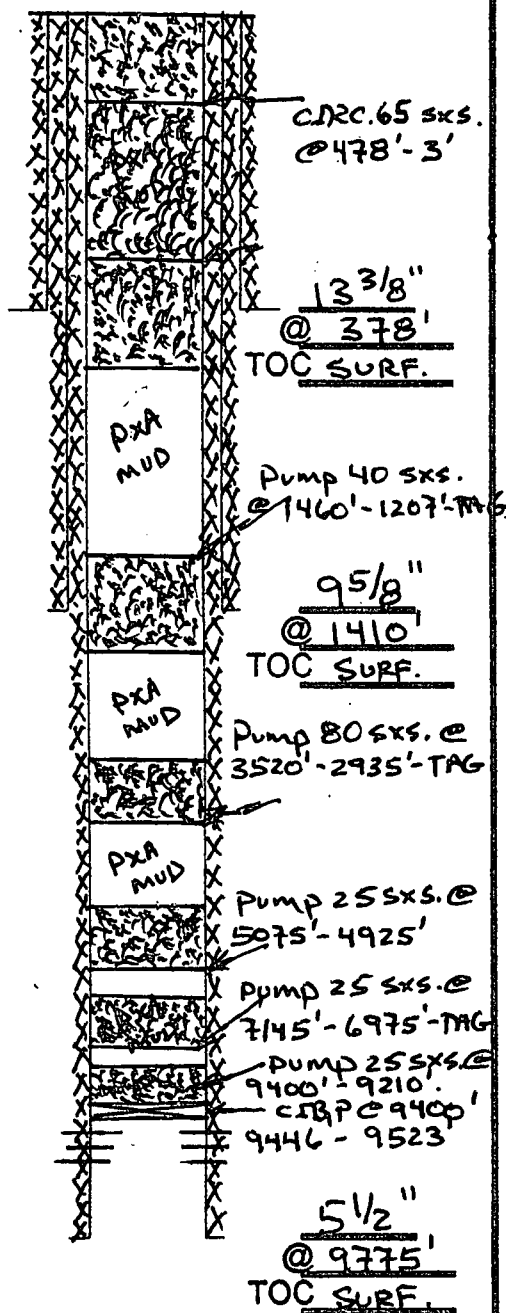 CIRC. 65 sxs.
@ 478'-3'
13 3/8"
@ 378'
TOC SURF.
PXA
MUD
Pump 40 sxs.
@ 1460'-1207'-TAG
9 5/8"
@ 1410'
TOC SURF.
PXA
MUD
Pump 80 sxs. @
3520'-2935'-TAG
PXA
MUD
Pump 25 sxs. @
5075'-4925'
Pump 25 sxs. @
7145'-6975'-TAG
Pump 25 sxs. @
9400'-9210'.
CIBP @ 9400'
9446 - 9523
5 1/2"
@ 9775'
TOC SURF.